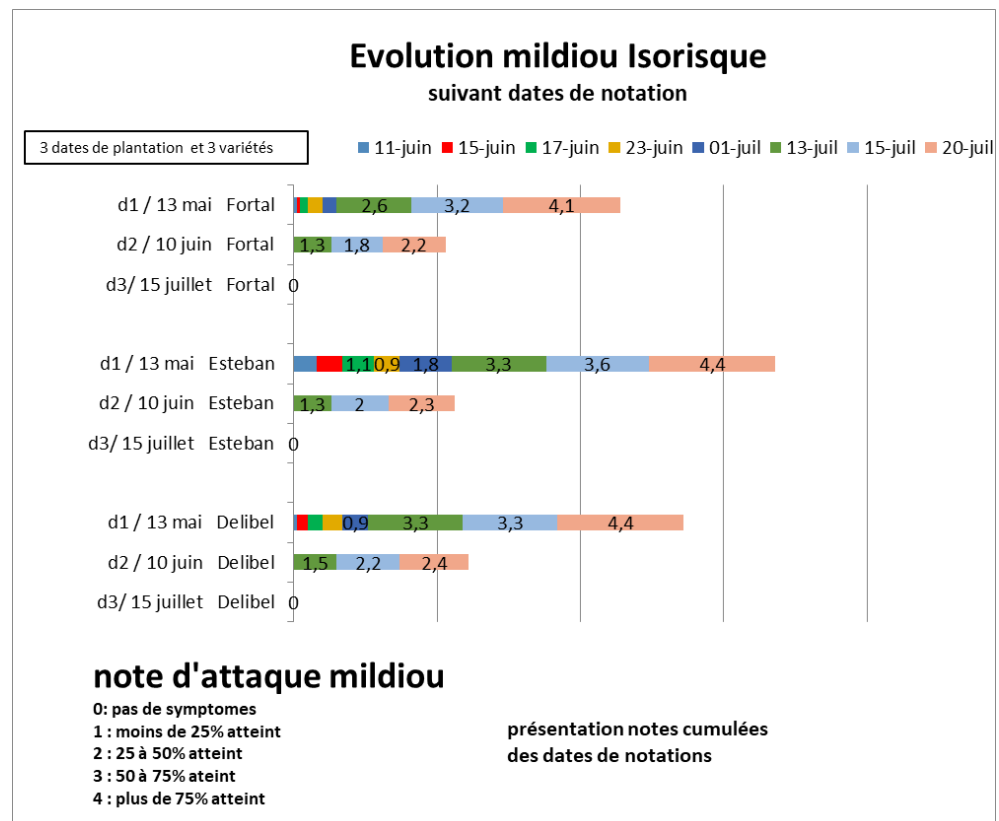 Evolution mildiou Isorisque
suivant dates de notation
3 dates de plantation et 3 variétés
11-juin 15-juin 17-juin 23-juin 01-juil 13-juil 15-juil 20-juil
d1 / 13 mai Fortal 2,6 3,2 4,1
d2 / 10 juin Fortal 1,3 1,8 2,2
d3/ 15 juillet Fortal 0
d1 / 13 mai Esteban 1,1 0,9 1,8 3,3 3,6 4,4
d2 / 10 juin Esteban 1,3 2 2,3
d3/ 15 juillet Esteban 0
d1 / 13 mai Delibel 0,9 3,3 3,3 4,4
d2 / 10 juin Delibel 1,5 2,2 2,4
d3/ 15 juillet Delibel 0
note d'attaque mildiou
0: pas de symptomes
1 : moins de 25% atteint
2 : 25 à 50% atteint
3 : 50 à 75% ateint
4 : plus de 75% atteint
présentation notes cumulées
des dates de notations